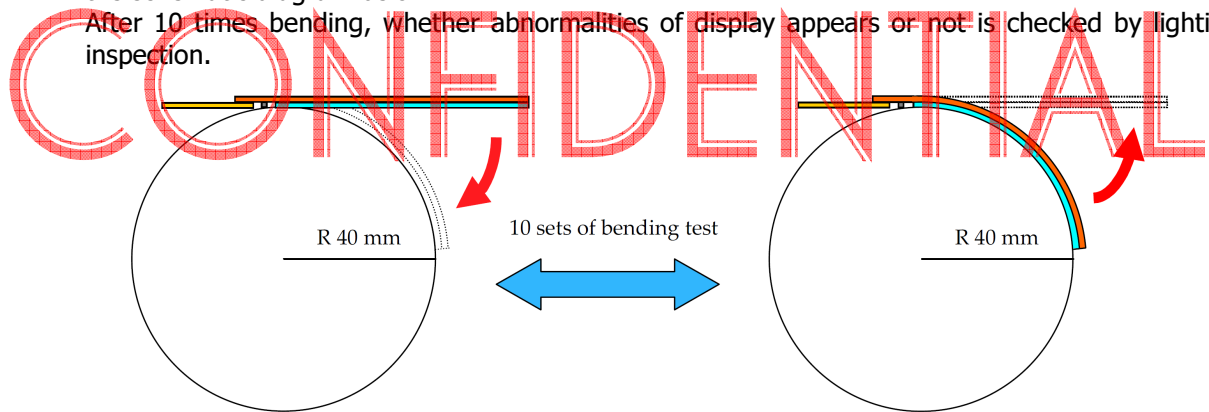 After 10 times bending, whether abnormalities of display appears or not is checked by lighti
inspection.
CONFIDENTIAL
R 40 mm
10 sets of bending test
R 40 mm